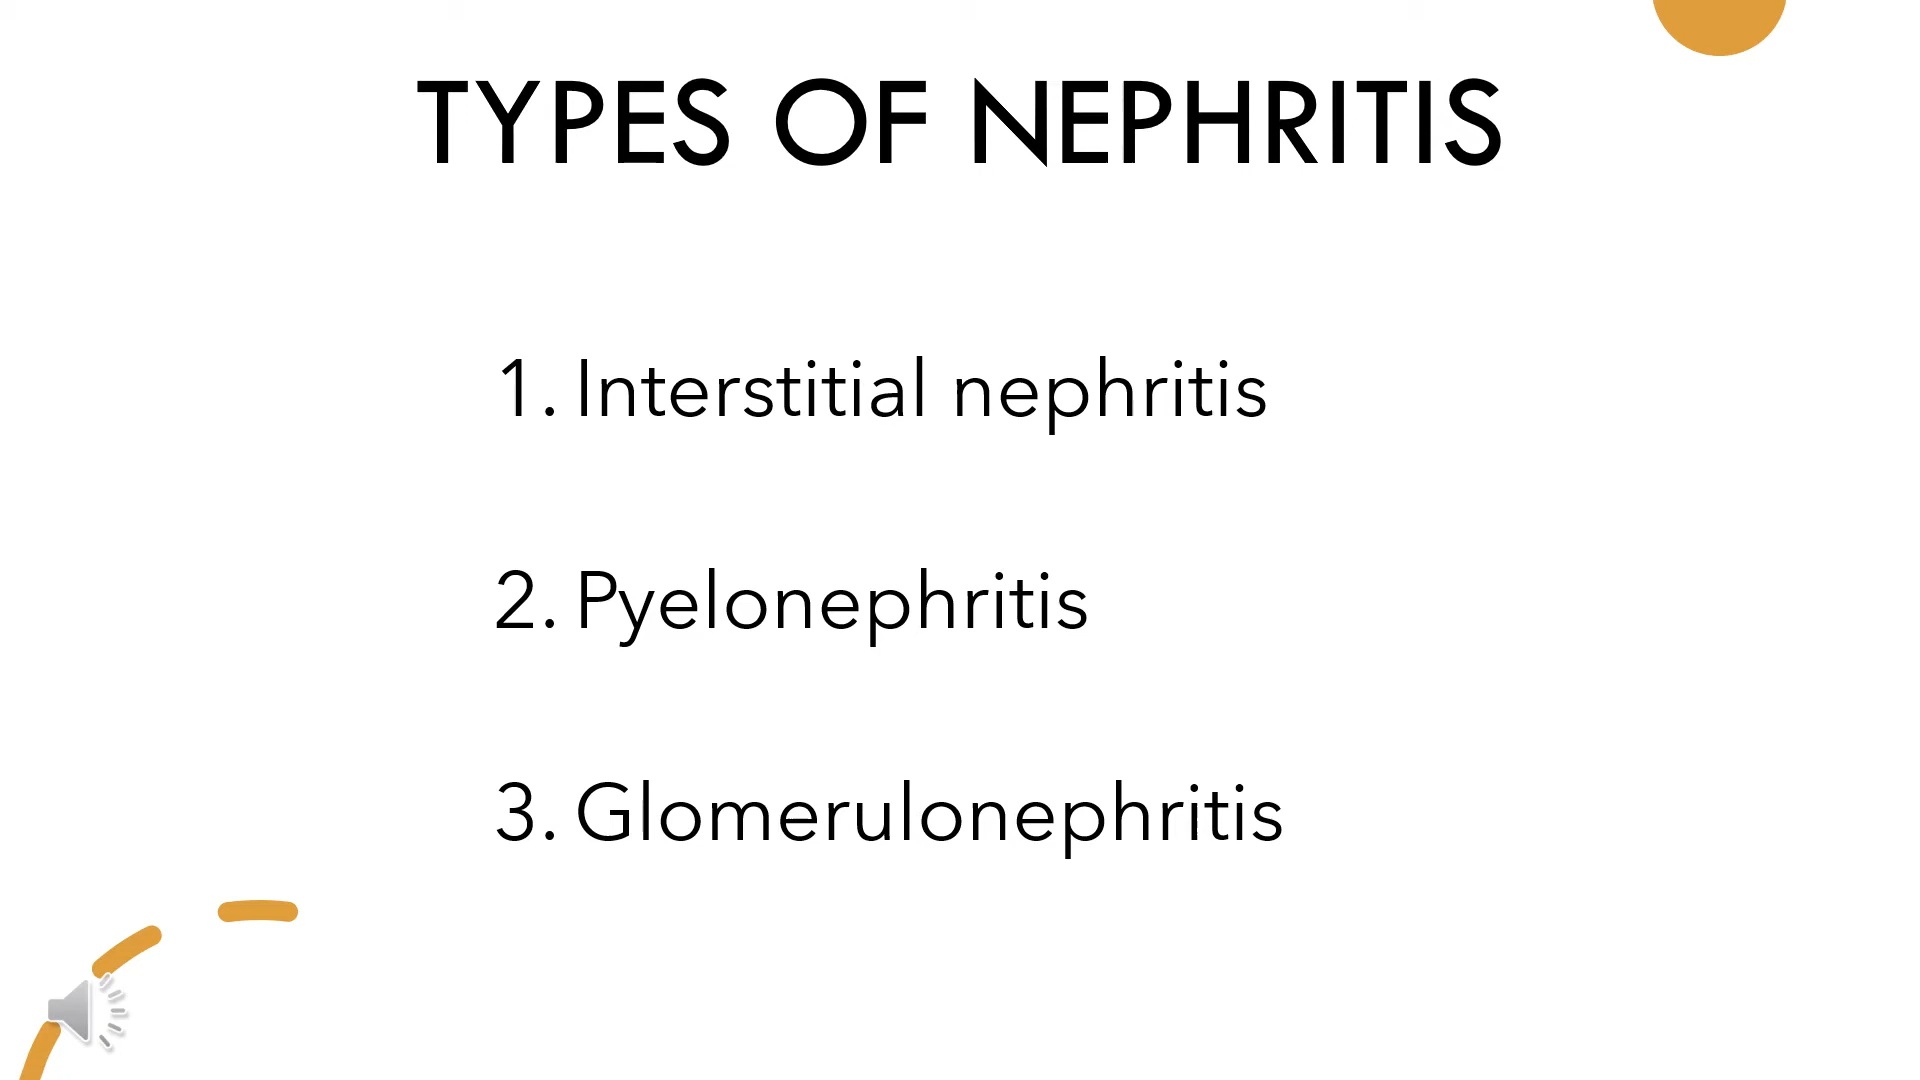 TYPES OF NEPHRITIS
1. Interstitial nephritis
2. Pyelonephritis
3. Glomerulonephritis